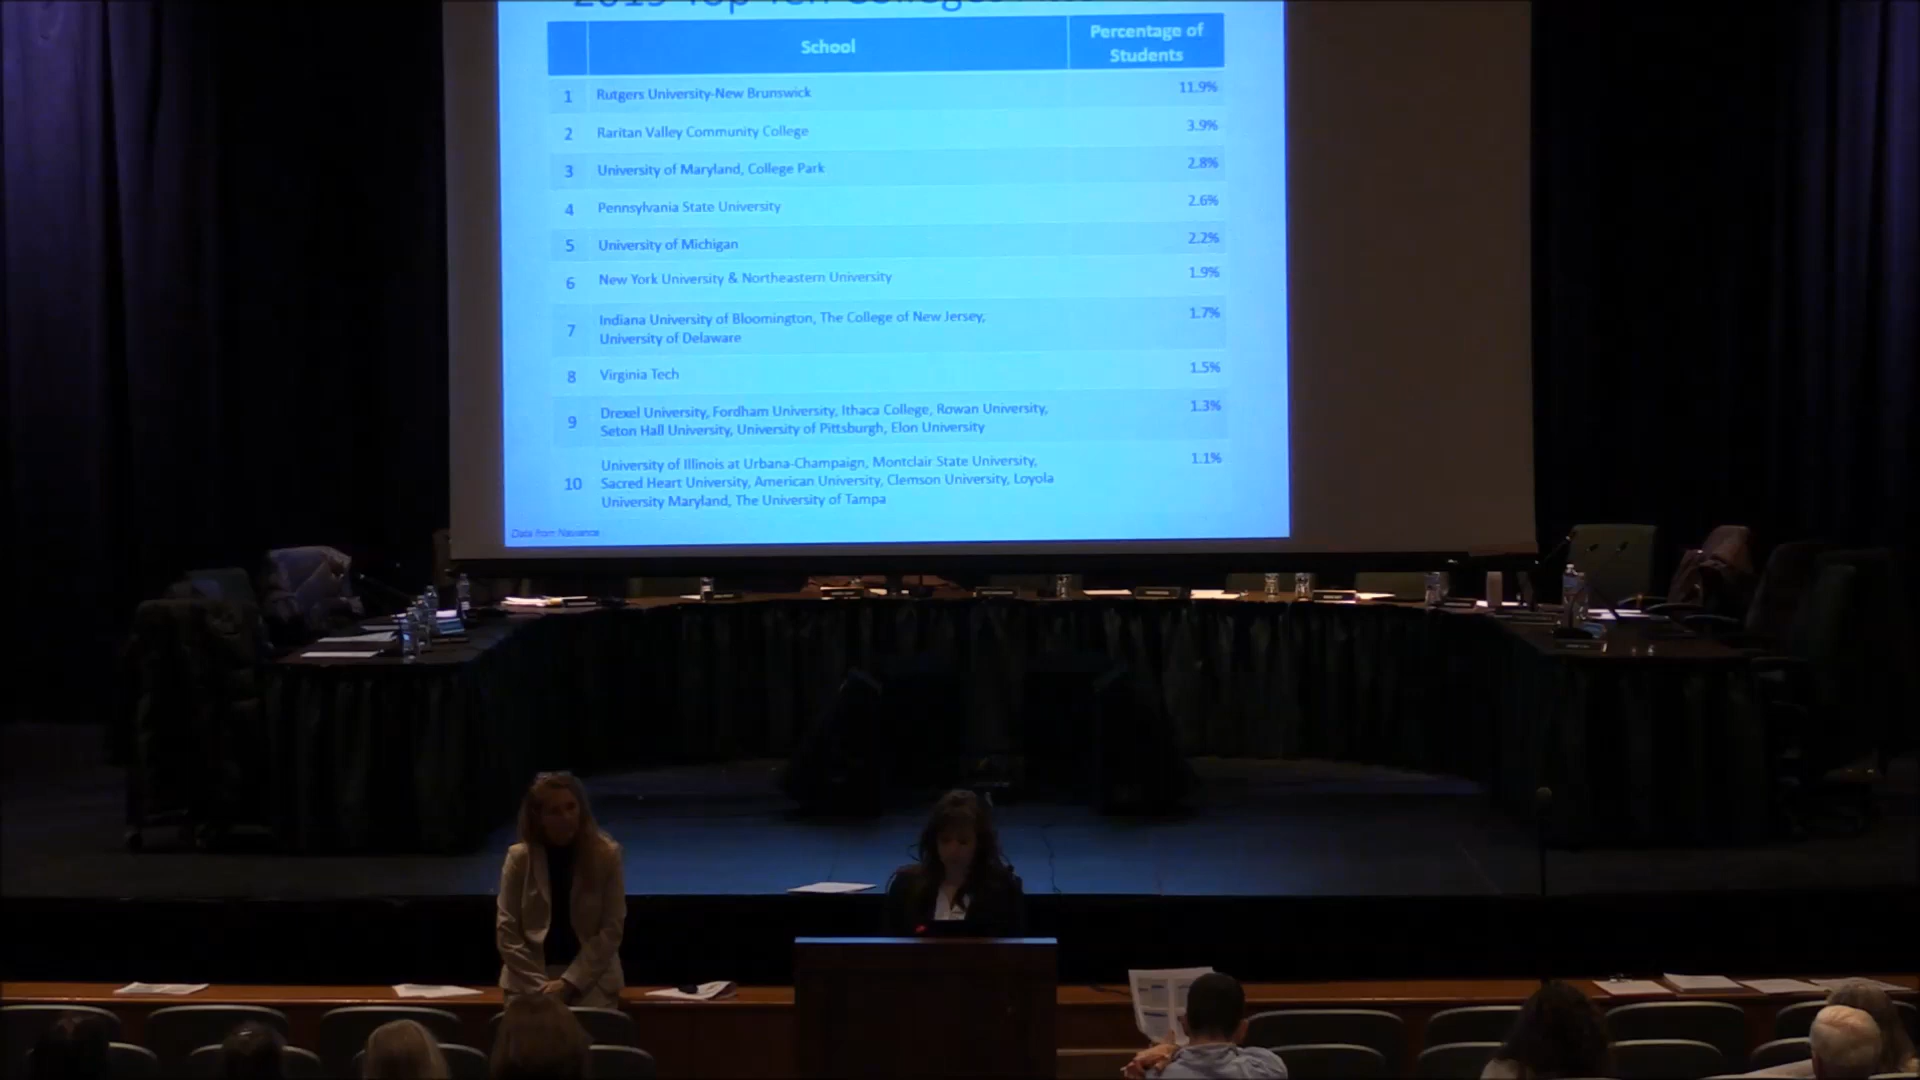 2019 Top Ten Colleges
School
Percentage of
Students
1 Rutgers University-New Brunswick 11.9%
2 Raritan Valley Community College 3.9%
3 University of Maryland, College Park 2.8%
4 Pennsylvania State University 2.6%
5 University of Michigan 2.2%
6 New York University & Northeastern University 1.9%
7 Indiana University of Bloomington, The College of New Jersey, 1.7%
University of Delaware
8 Virginia Tech 1.5%
9 Drexel University, Fordham University, Ithaca College, Rowan University, 1.3%
Seton Hall University, University of Pittsburgh, Elon University
10 University of Illinois at Urbana-Champaign, Montclair State University, 1.1%
Sacred Heart University, American University, Clemson University, Loyola
University Maryland, The University of Tampa
Data from Naviance